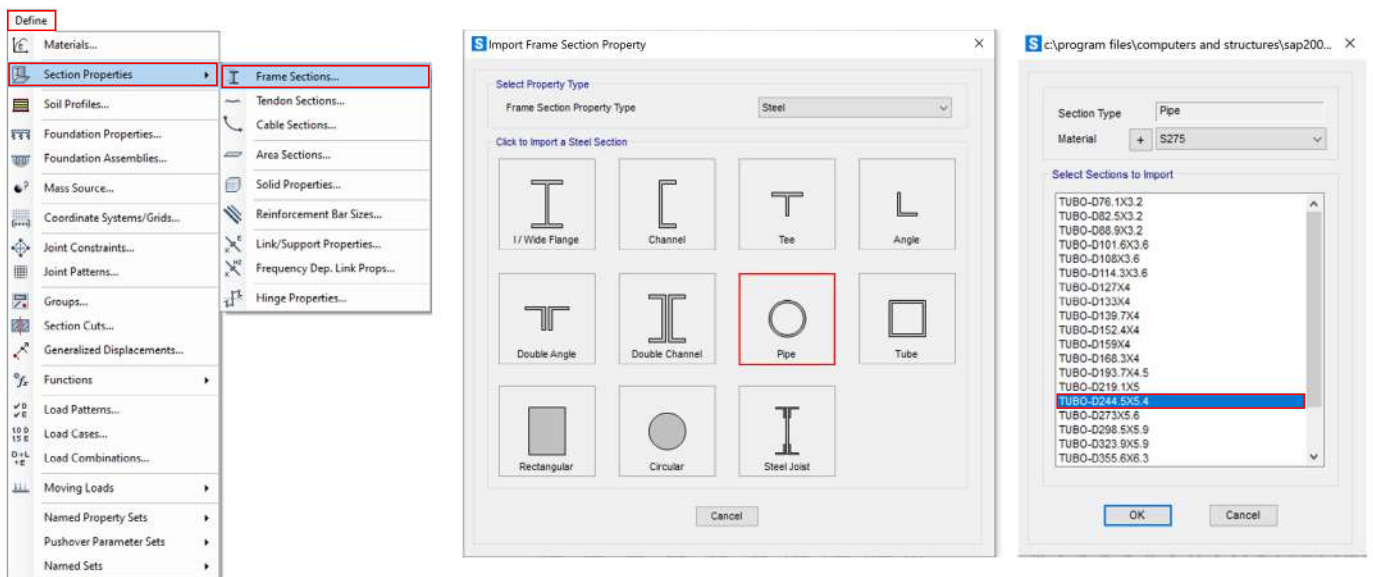 Define
Materials...
Section Properties
Soil Profiles...
Foundation Properties...
Foundation Assemblies...
Mass Source...
Coordinate Systems/Grids...
Joint Constraints...
Joint Patterns...
Groups...
Section Cuts...
Generalized Displacements...
Functions
Load Patterns...
Load Cases...
Load Combinations...
Moving Loads
Named Property Sets
Pushover Parameter Sets
Named Sets
Frame Sections...
Tendon Sections...
Cable Sections...
Area Sections...
Solid Properties...
Reinforcement Bar Sizes...
Link/Support Properties...
Frequency Dep. Link Props...
Hinge Properties...
S Import Frame Section Property
Select Property Type
Frame Section Property Type Steel
Click to Import a Steel Section
I / Wide Flange
Channel
Tee
Angle
Double Angle
Double Channel
Pipe
Tube
Rectangular
Circular
Steel Joist
Cancel
S c:\program files\computers and structures\sap200...
Section Type Pipe
Material + S275
Select Sections to Import
TUBO-D76.1X3.2
TUBO-D82.5X3.2
TUBO-D88.9X3.2
TUBO-D101.6X3.6
TUBO-D108X3.6
TUBO-D114.3X3.6
TUBO-D127X4
TUBO-D133X4
TUBO-D139.7X4
TUBO-D152.4X4
TUBO-D159X4
TUBO-D168.3X4
TUBO-D193.7X4.5
TUBO-D219.1X5
TUBO-D244.5X5.4
TUBO-D273X5.6
TUBO-D298.5X5.9
TUBO-D323.9X5.9
TUBO-D355.6X6.3
OK
Cancel